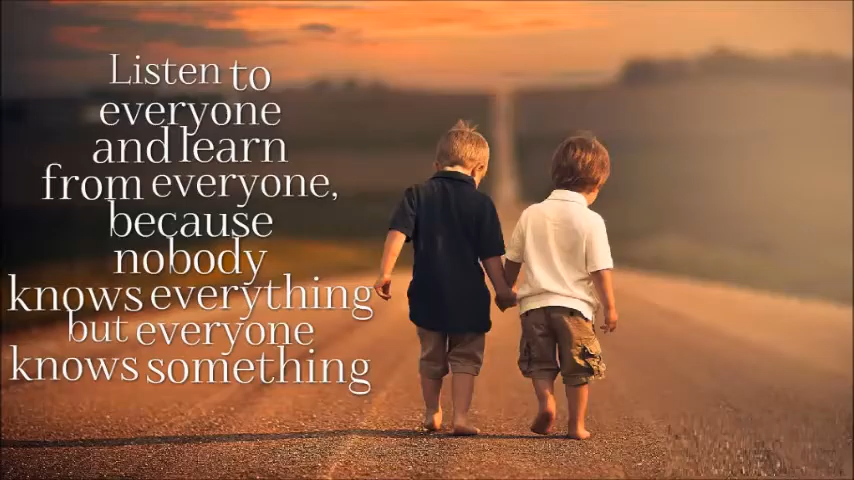 Listen to
everyone
and learn
from everyone,
because
nobody
knows everything
but everyone
knows something